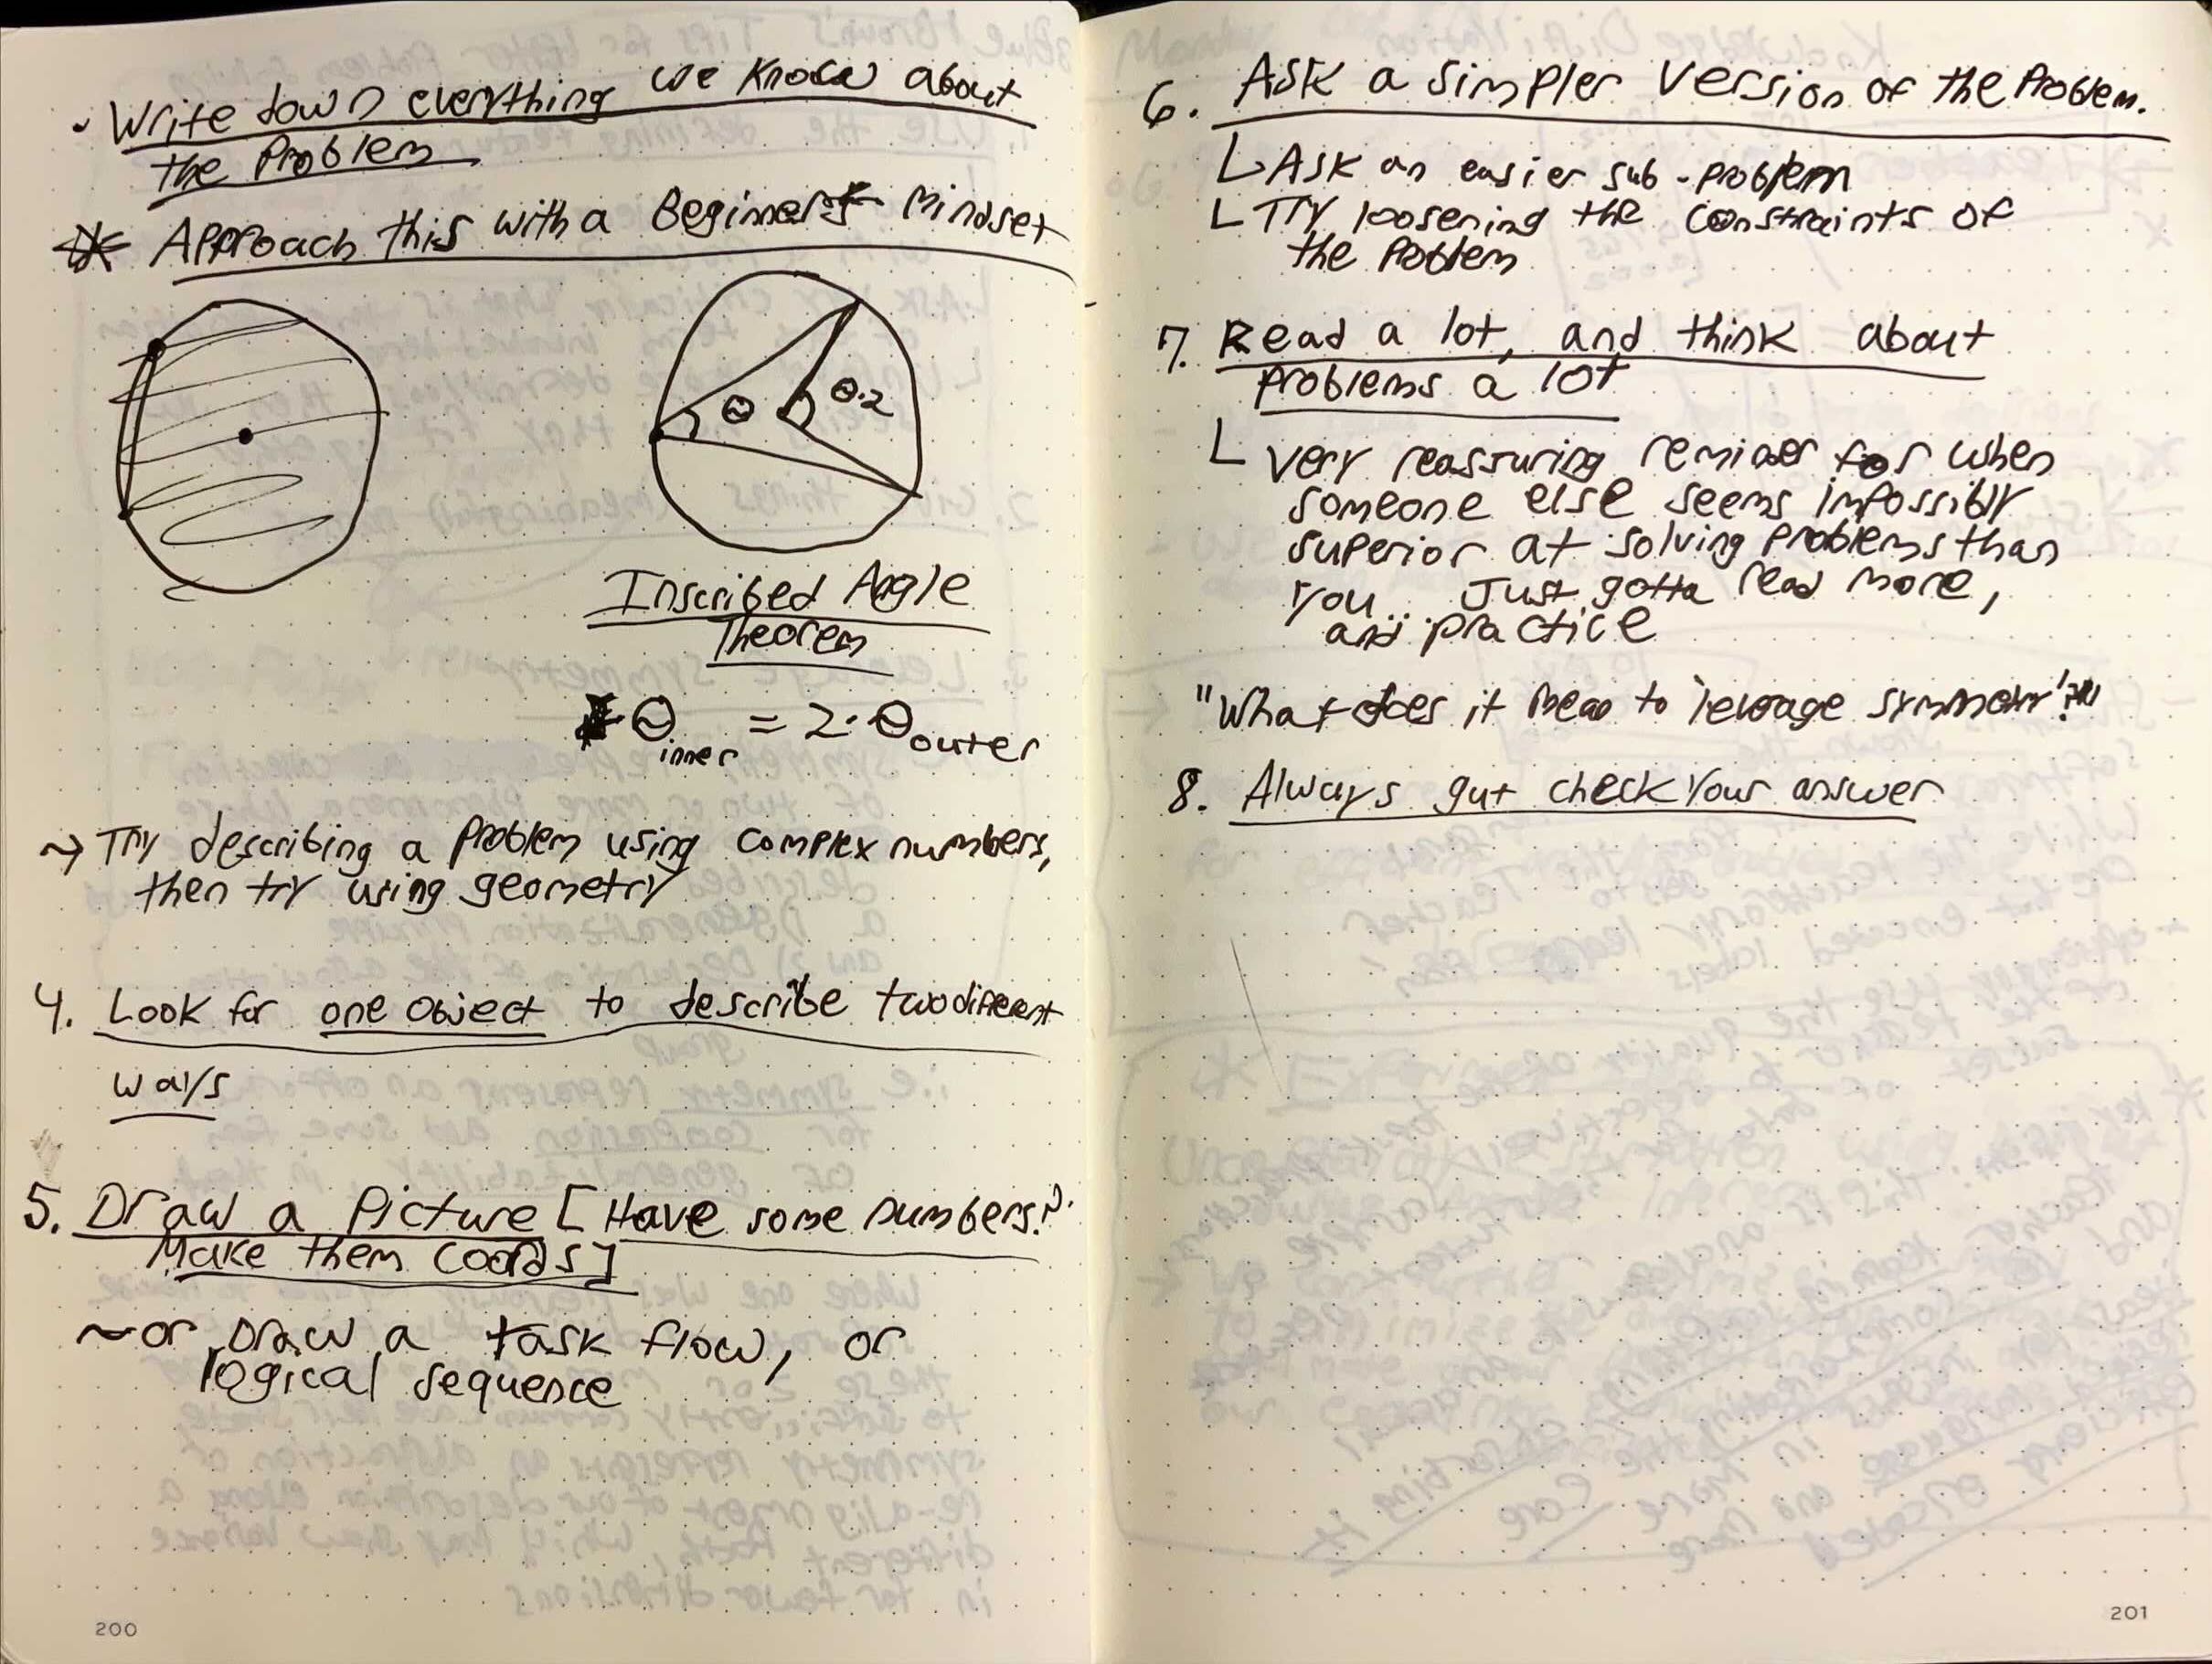 Write down everything we know about
the Problem
Approach this with a Beginners Mindset
θ
θ·2
Inscribed Angle
Theorem
θinner = 2·θouter
→ Try describing a problem using complex numbers,
then try using geometry
4. Look for one object to describe two different
ways
5. Draw a Picture [Have some numbers?
Make them coords]
~or draw a task flow, or
logical sequence
200
6. Ask a simpler version of the Problem.
Ask an easier sub-problem
Try loosening the constraints of
the Problem
7. Read a lot, and think about
problems a lot
very reassuring reminder for when
someone else seems impossibly
superior at solving problems than
you... Just gotta read more,
and practice
"What does it mean to 'leverage symmetry'?"
8. Always gut check Your answer
201